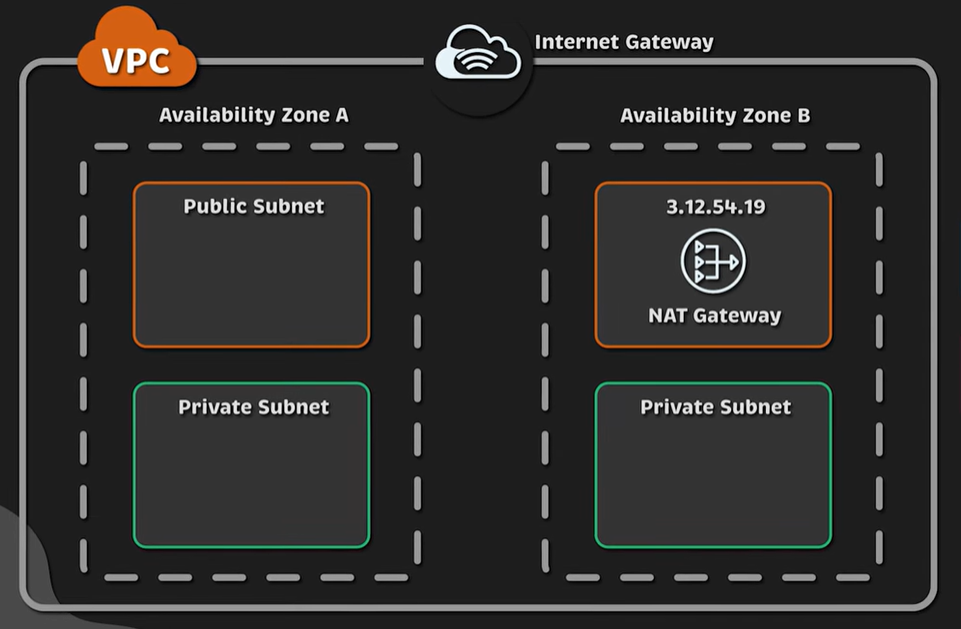 VPC
Internet Gateway
Availability Zone A
Availability Zone B
Public Subnet
3.12.54.19
NAT Gateway
Private Subnet
Private Subnet